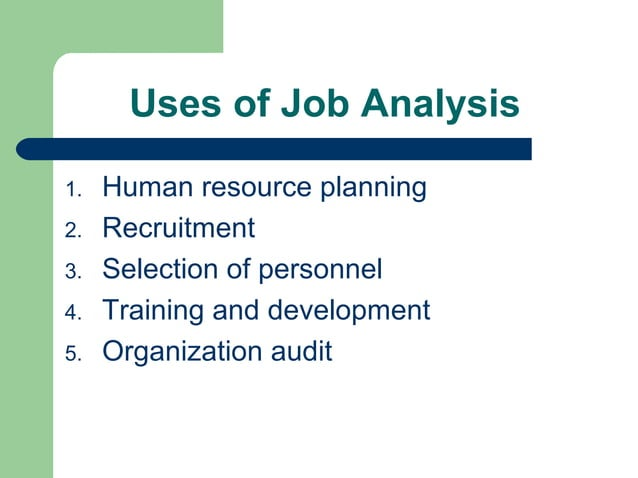 Uses of Job Analysis
1. Human resource planning
2. Recruitment
3. Selection of personnel
4. Training and development
5. Organization audit